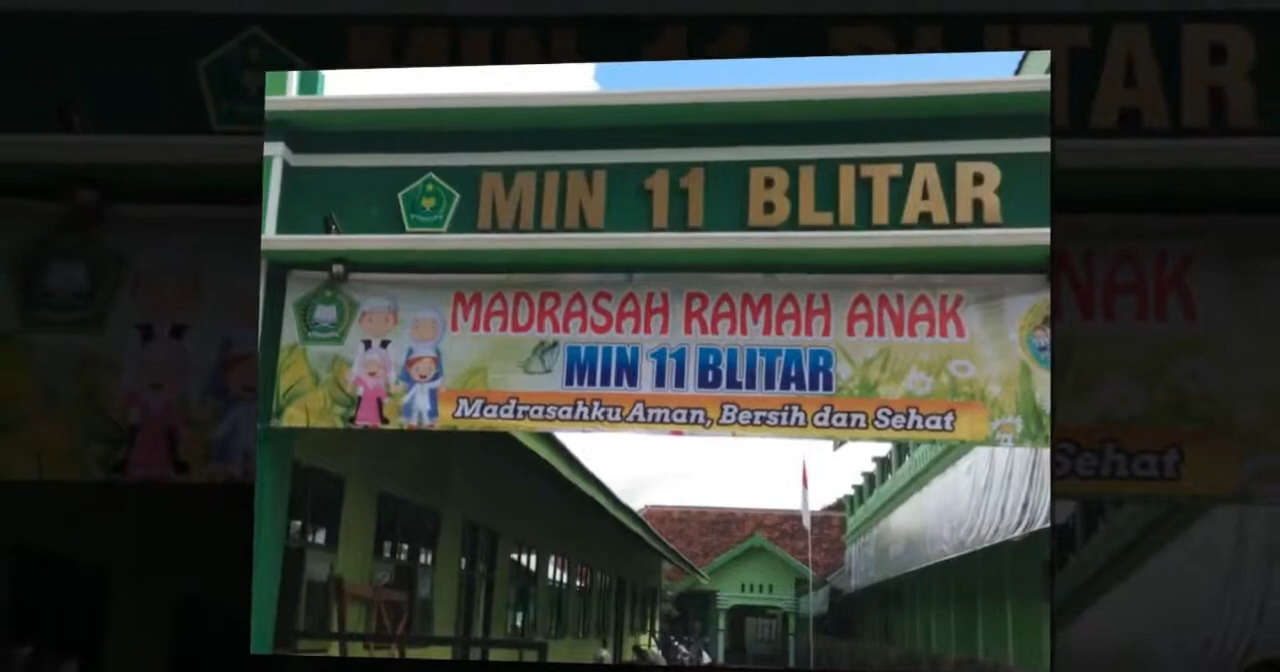 MIN 11 BLITAR
MADRASAH RAMAH ANAK
MIN 11 BLITAR
Madrasahku Aman, Bersih dan Sehat